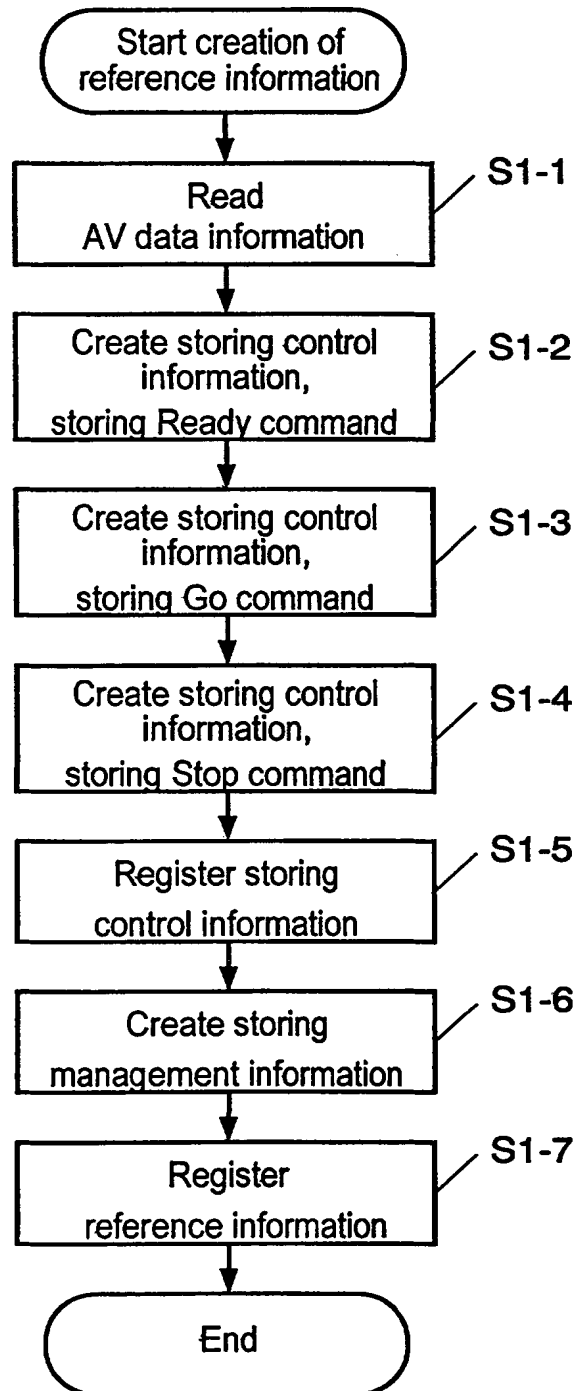 Start creation of
reference information
S1-1
Read
AV data information
S1-2
Create storing control
information,
storing Ready command
S1-3
Create storing control
information,
storing Go command
S1-4
Create storing control
information,
storing Stop command
S1-5
Register storing
control information
S1-6
Create storing
management information
S1-7
Register
reference information
End